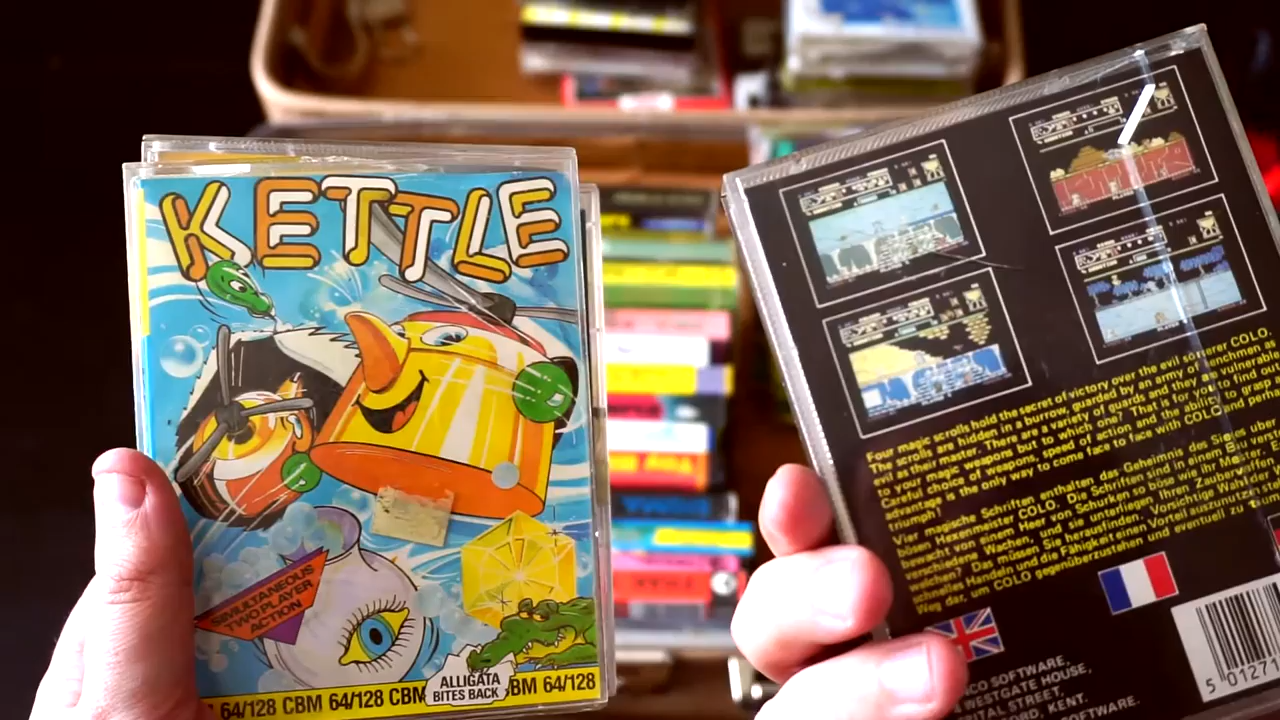 KETTLE
SIMULTANEOUS
TWO PLAYER
ACTION
ALLIGATA
BITES BACK
64/128 CBM 64/128 CBM
CBM 64/128
Four magic scrolls hold the secret of victory over the evil sorcerer COLO.
The scrolls are hidden in a burrow, guarded by an army of henchmen as
evil as their master. There are a variety of guards and they are vulnerable
to your magic weapons but to which one? That is for you to find out
Careful choice of weapons, speed of action and the ability to grasp a
advantage is the only way to come face to face with COLO and perhap
triumph!
Vier magische Schriften enthalten das Geheimnis des Sieges uber
bösen Hexenmeister COLO. Die Schriften sind in einem Bau verst
bewacht von einem Heer von Schurken so böse wie ihr Meister. E
verschiedene Wachen, und sie unterliegen Ihren Zauberwaffen
welchen? Das müssen Sie herausfinden. Vorsichtige Wahl der
schnelles Handeln und die Fähigkeit einen Vorteil auszunutzen
Weg dar, um COLO gegenüberzustehen und eventuell zu
NCO SOFTWARE,
WESTGATE HOUSE,
SPITAL STREET,
FORD, KENT.
SOFTWARE.
5 01271